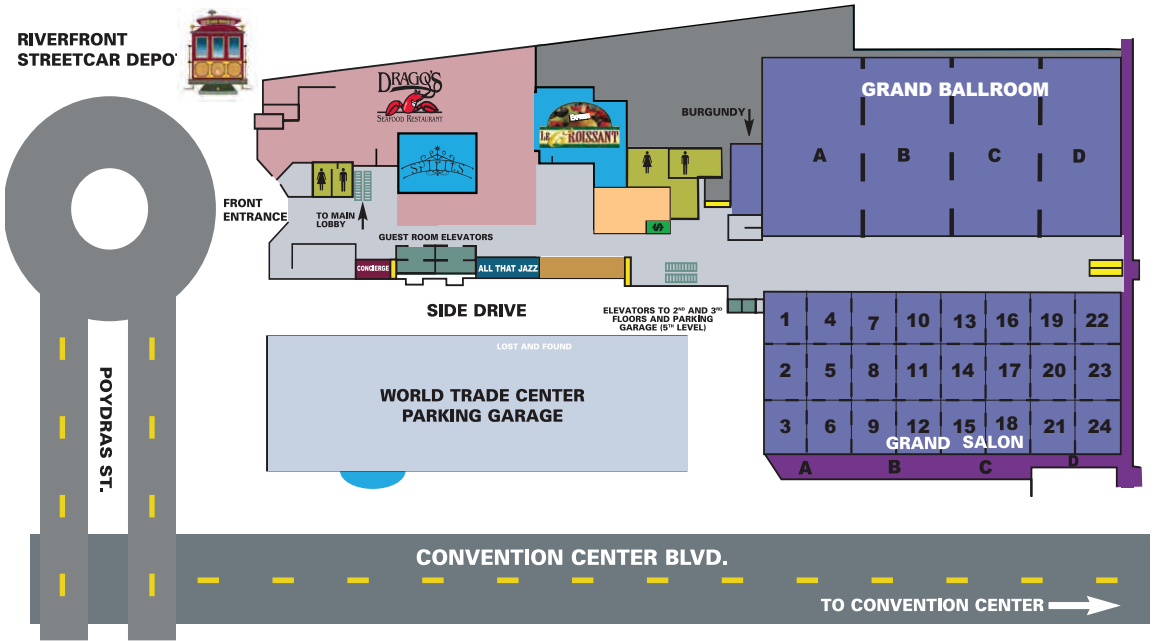 RIVERFRONT
STREETCAR DEPO
DRAGO'S
SEAFOOD RESTAURANT
LE CROISSANT
SPIRITS
BURGUNDY
GRAND BALLROOM
A B C D
FRONT
ENTRANCE
TO MAIN
LOBBY
GUEST ROOM ELEVATORS
$
CONCIERGE
ALL THAT JAZZ
SIDE DRIVE
ELEVATORS TO 2ND AND 3RD
FLOORS AND PARKING
GARAGE (5TH LEVEL)
1 4 7 10 13 16 19 22
2 5 8 11 14 17 20 23
3 6 9 12 15 18 21 24
GRAND SALON
A B C D
LOST AND FOUND
WORLD TRADE CENTER
PARKING GARAGE
POYDRAS ST.
CONVENTION CENTER BLVD.
TO CONVENTION CENTER